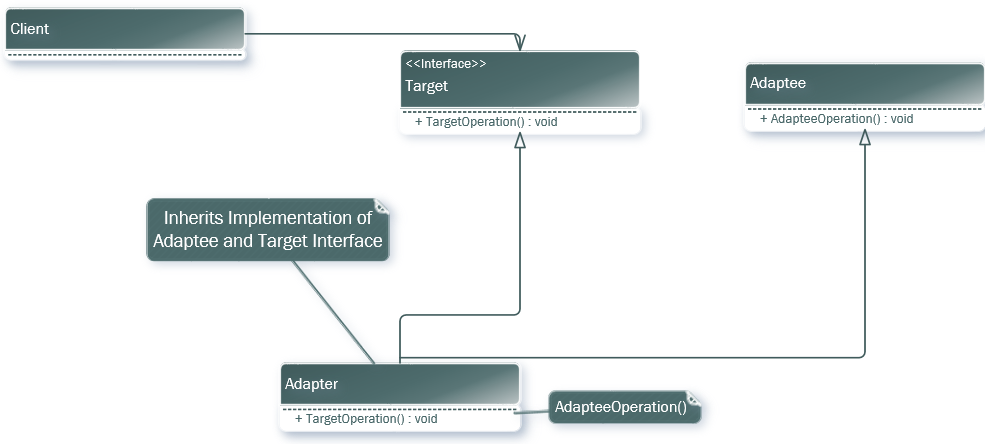 Client
<<Interface>>
Target
+ TargetOperation() : void
Adaptee
+ AdapteeOperation() : void
Inherits Implementation of
Adaptee and Target Interface
Adapter
+ TargetOperation() : void
AdapteeOperation()